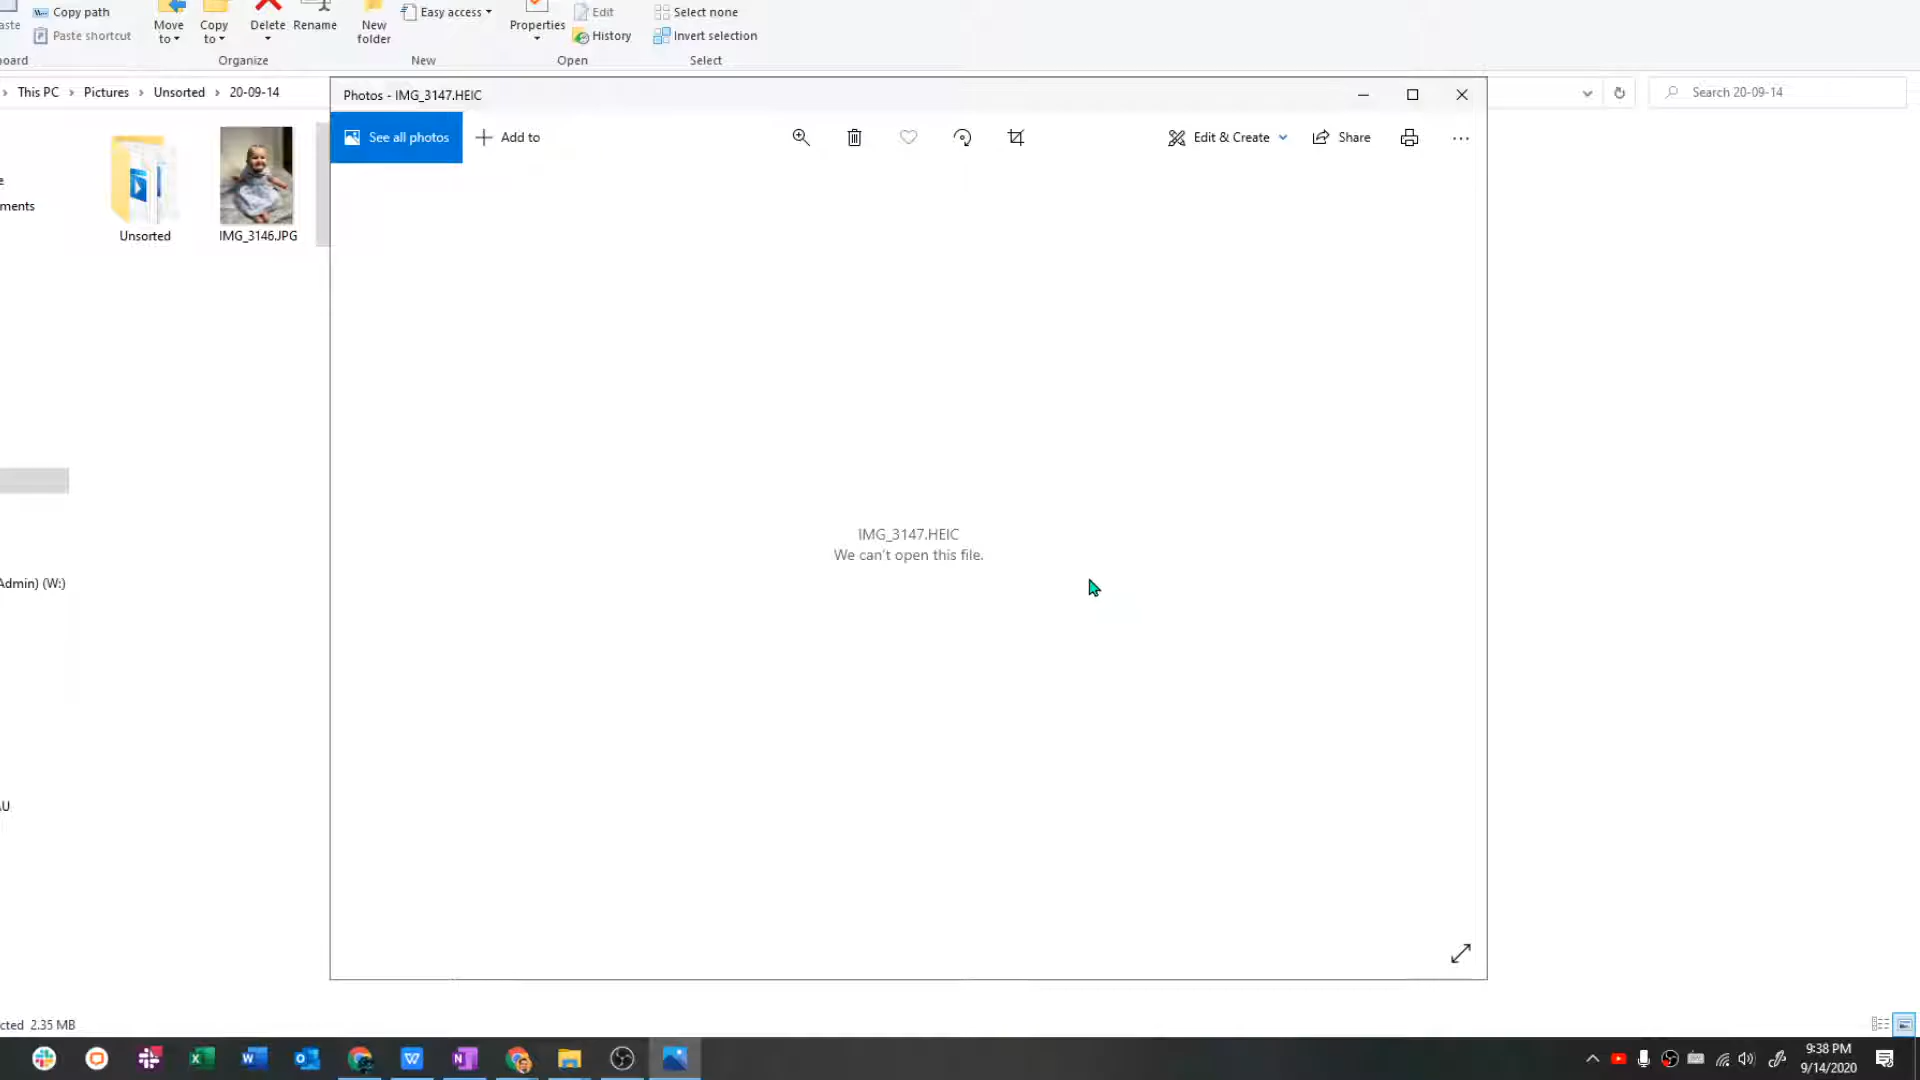 Copy path
Easy access
Edit
Select none
aste
Paste shortcut
Move to
Copy to
Delete
Rename
New folder
Properties
History
Invert selection
oard
Organize
New
Open
Select
This PC > Pictures > Unsorted > 20-09-14
Search 20-09-14
Photos - IMG_3147.HEIC
See all photos
Add to
Edit & Create
Share
e
ments
Unsorted
IMG_3146.JPG
IMG_3147.HEIC
We can't open this file.
Admin) (W:)
U
cted 2.35 MB
9:38 PM
9/14/2020